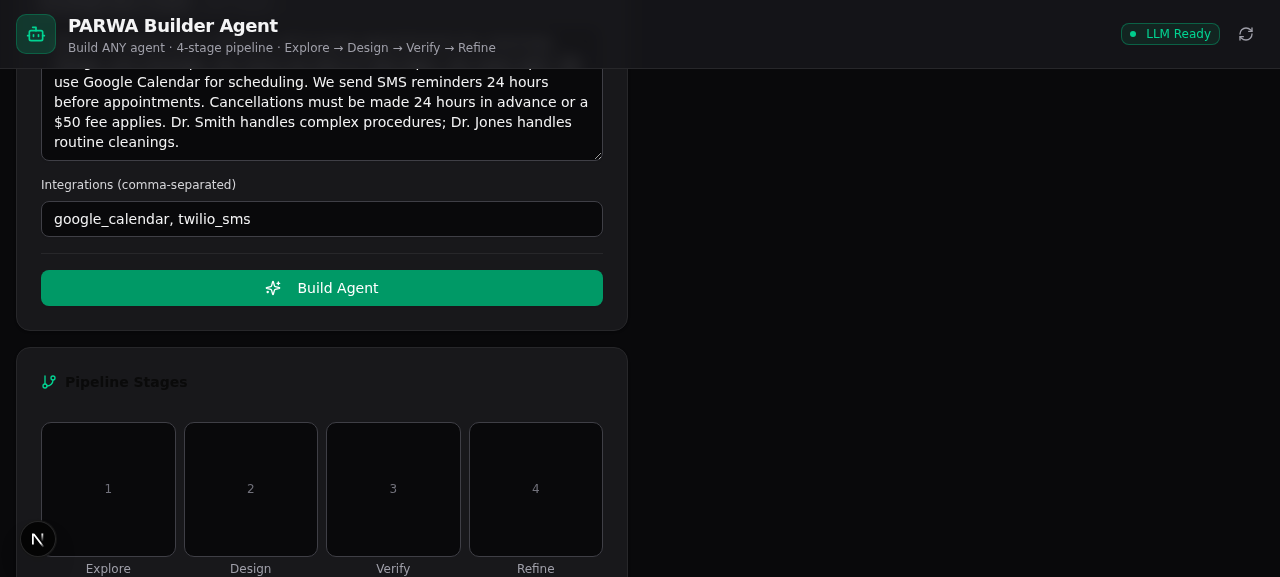 PARWA Builder Agent
Build ANY agent · 4-stage pipeline · Explore → Design → Verify → Refine
LLM Ready
use Google Calendar for scheduling. We send SMS reminders 24 hours
before appointments. Cancellations must be made 24 hours in advance or a
$50 fee applies. Dr. Smith handles complex procedures; Dr. Jones handles
routine cleanings.
Integrations (comma-separated)
google_calendar, twilio_sms
Build Agent
Pipeline Stages
1
2
3
4
N
Explore
Design
Verify
Refine